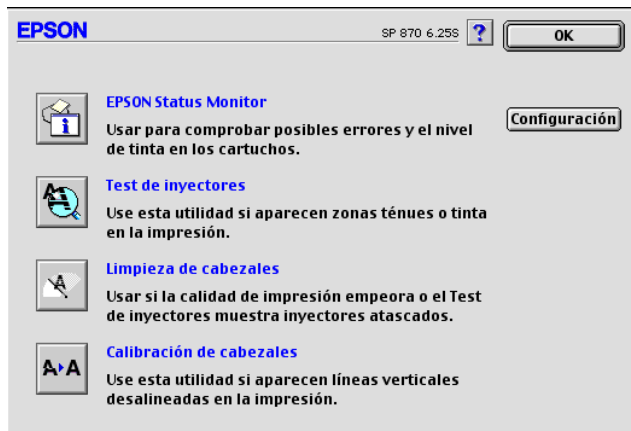 EPSON
SP 870 6.25S
?
OK
EPSON Status Monitor
Usar para comprobar posibles errores y el nivel
de tinta en los cartuchos.
Configuración
Test de inyectores
Use esta utilidad si aparecen zonas ténues o tinta
en la impresión.
Limpieza de cabezales
Usar si la calidad de impresión empeora o el Test
de inyectores muestra inyectores atascados.
Calibración de cabezales
Use esta utilidad si aparecen líneas verticales
desalineadas en la impresión.
A A